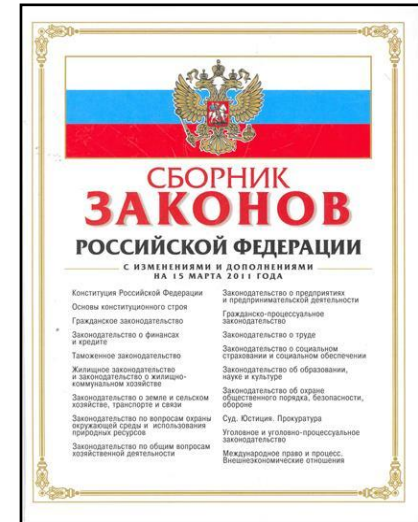 СБОРНИК
ЗАКОНОВ
РОССИЙСКОЙ ФЕДЕРАЦИИ
С ИЗМЕНЕНИЯМИ И ДОПОЛНЕНИЯМИ
НА 15 МАРТА 2011 ГОДА
Конституция Российской Федерации
Основы конституционного строя
Гражданское законодательство
Законодательство о финансах
и кредите
Таможенное законодательство
Жилищное законодательство
и законодательство о жилищно-
коммунальном хозяйстве
Законодательство о земле и сельском
хозяйстве, транспорте и связи
Законодательство по вопросам охраны
окружающей среды и использования
природных ресурсов
Законодательство по общим вопросам
хозяйственной деятельности
Законодательство о предприятиях
и предпринимательской деятельности
Гражданско-процессуальное
законодательство
Законодательство о труде
Законодательство о социальном
страховании и социальном обеспечении
Законодательство об образовании,
науке и культуре
Законодательство об охране
общественного порядка, безопасности,
обороне
Суд. Юстиция. Прокуратура
Уголовное и уголовно-процессуальное
законодательство
Международное право и процесс.
Внешнеэкономические отношения